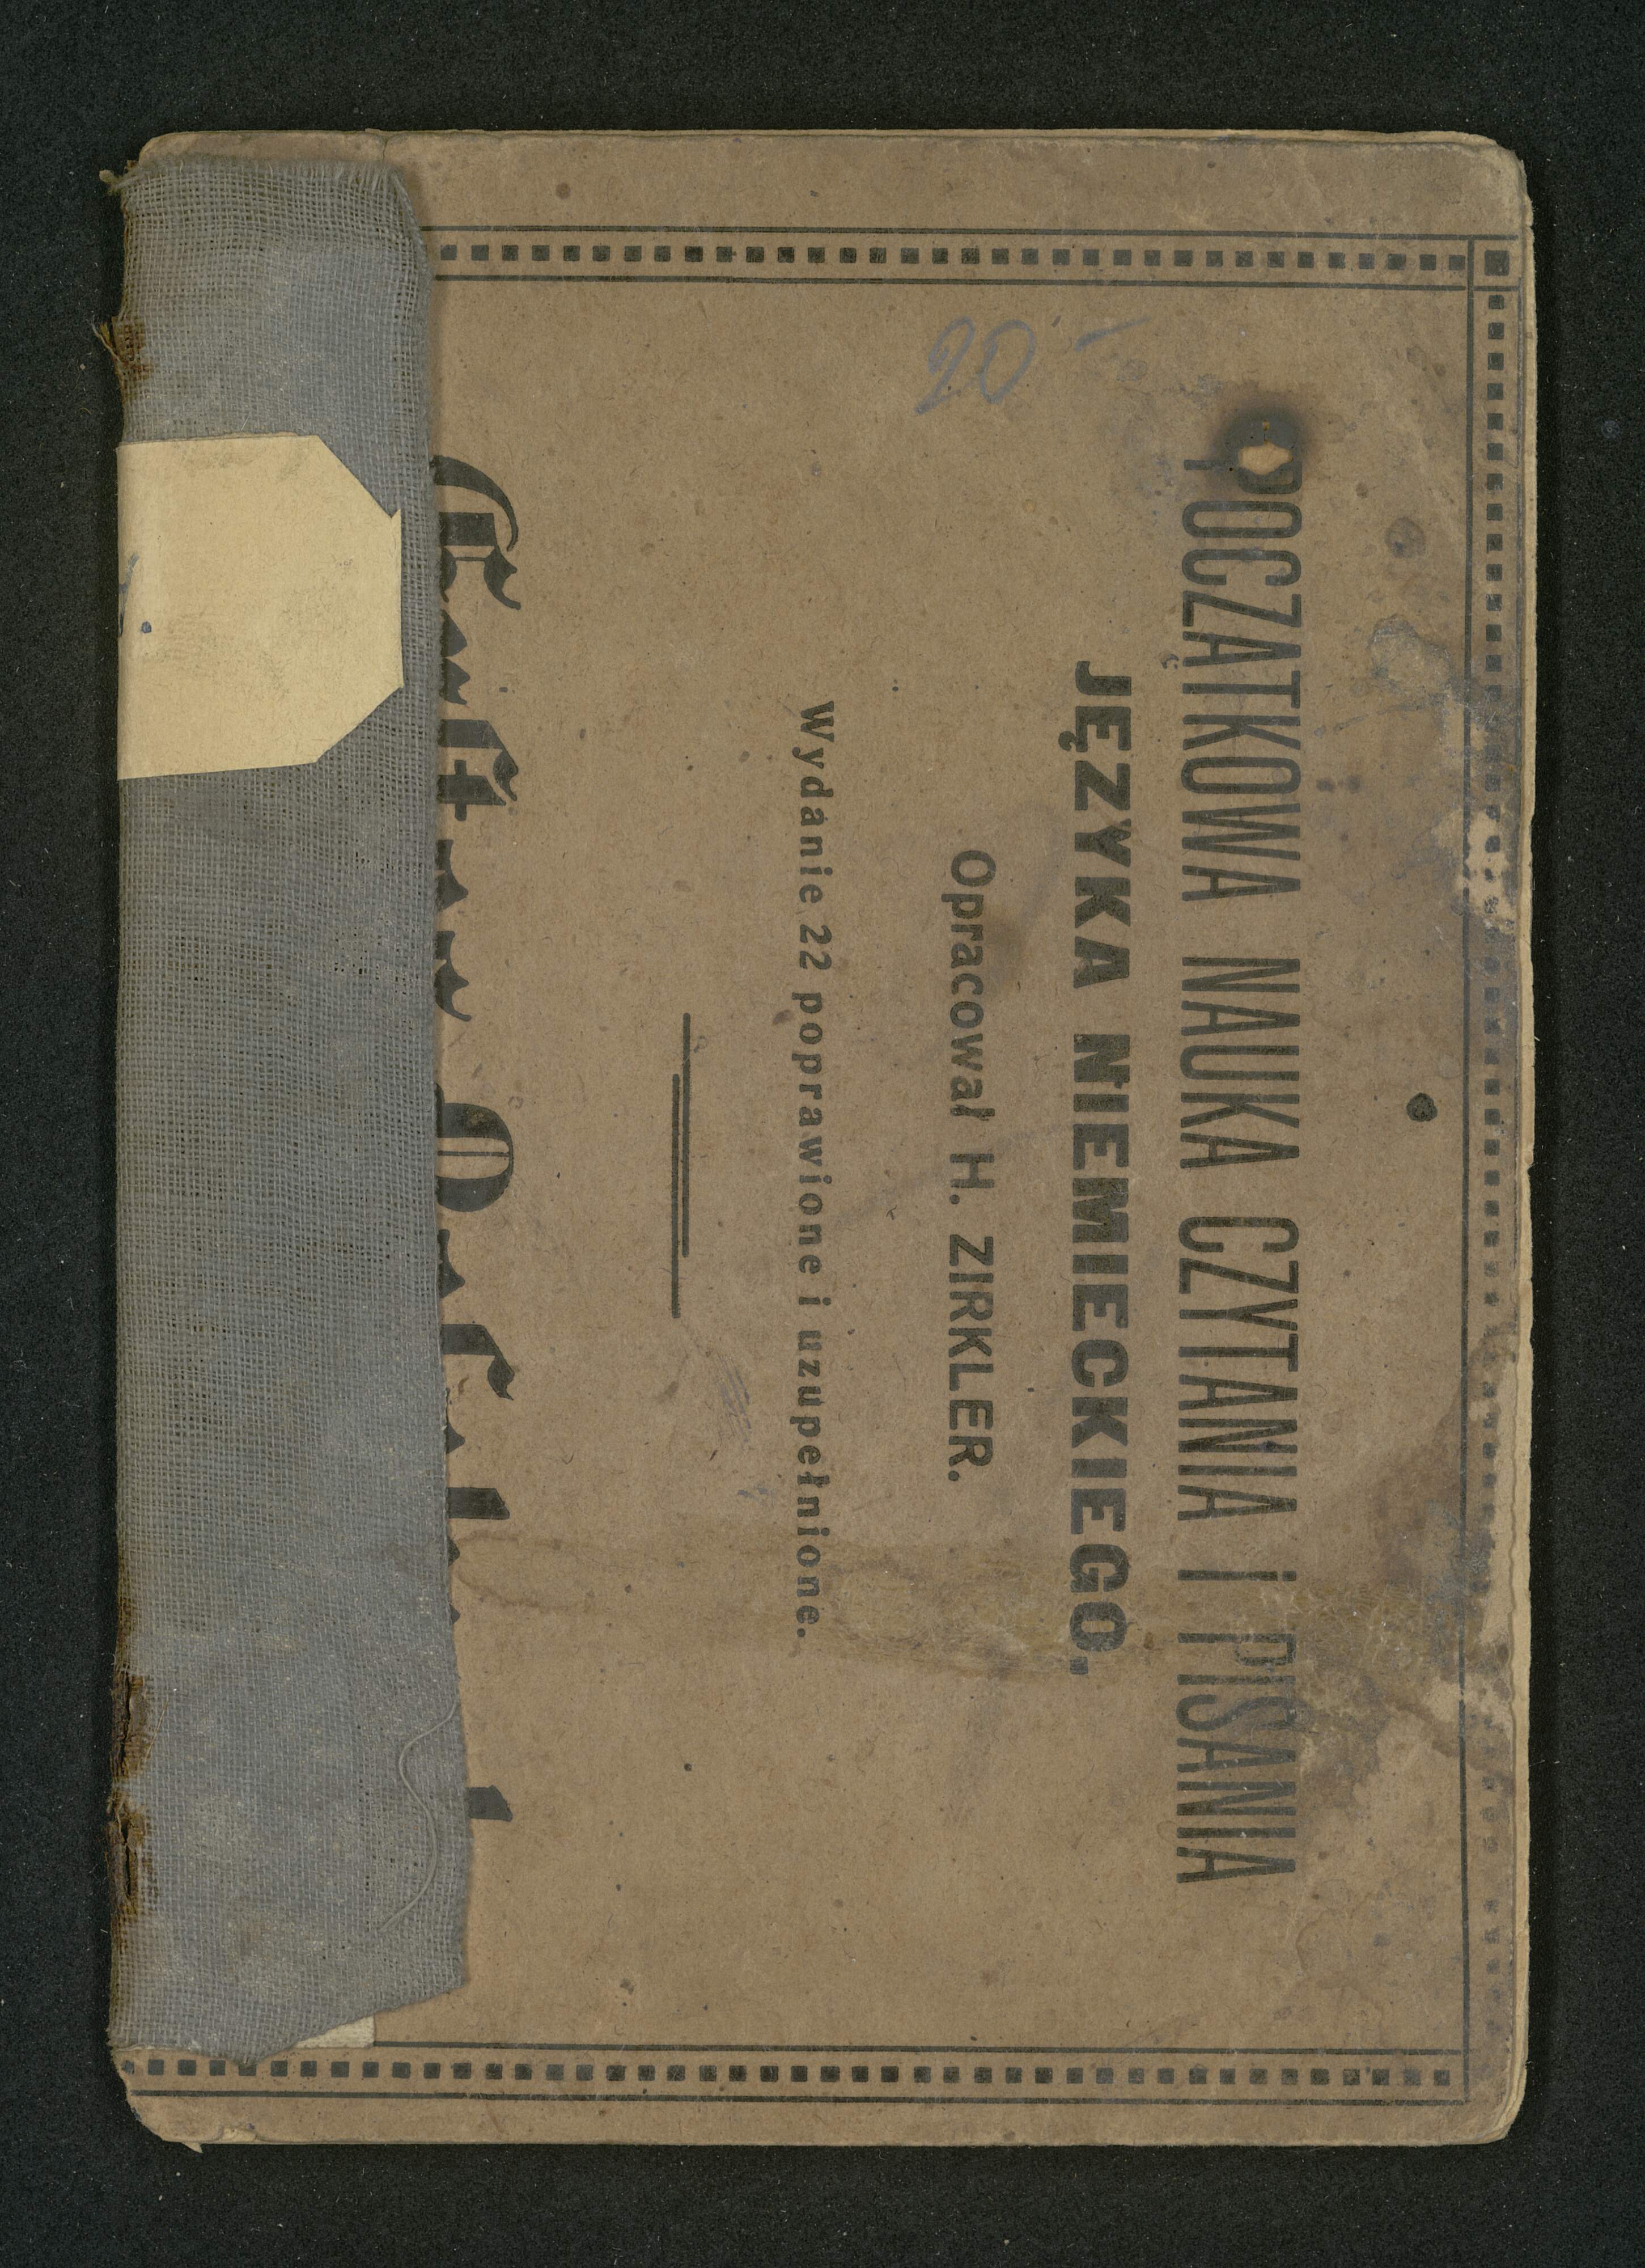 POCZĄTKOWA NAUKA CZYTANIA i PISANIA
JĘZYKA NIEMIECKIEGO.
Opracował H. ZIRKLER.
Wydanie 22 poprawione i uzupełnione.
20 –